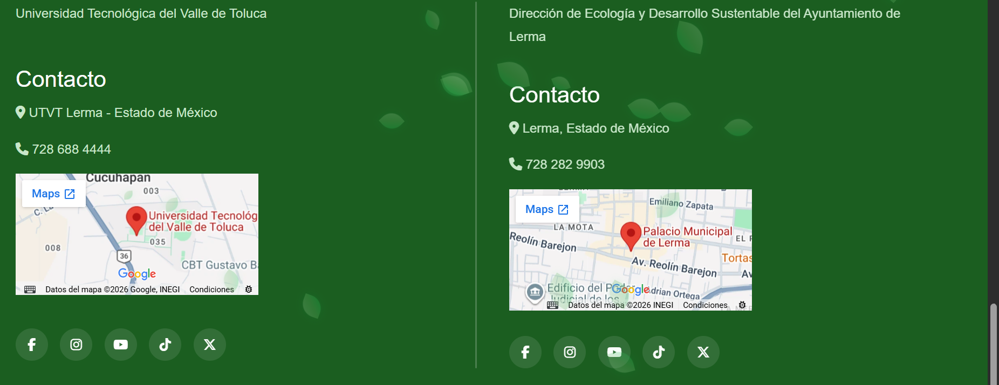 Universidad Tecnológica del Valle de Toluca
Contacto
UTVT Lerma - Estado de México
728 688 4444
Cucuhapan
Maps
003
C. La
Universidad Tecnológ
del Valle de Toluca
035
008
36
CBT Gustavo Ba
Google
Datos del mapa ©2026 Google, INEGI
Condiciones
Dirección de Ecología y Desarrollo Sustentable del Ayuntamiento de
Lerma
Contacto
Lerma, Estado de México
728 282 9903
Maps
Emiliano Zapata
LA MOTA
Palacio Municipal
de Lerma
EL
Reolín Barejon
Tortas
Av. Reolín Barejon
Av
Edificio del Poder
Judicial de los
Google
drian Ortega
Datos del mapa ©2026 INEGI
Condiciones